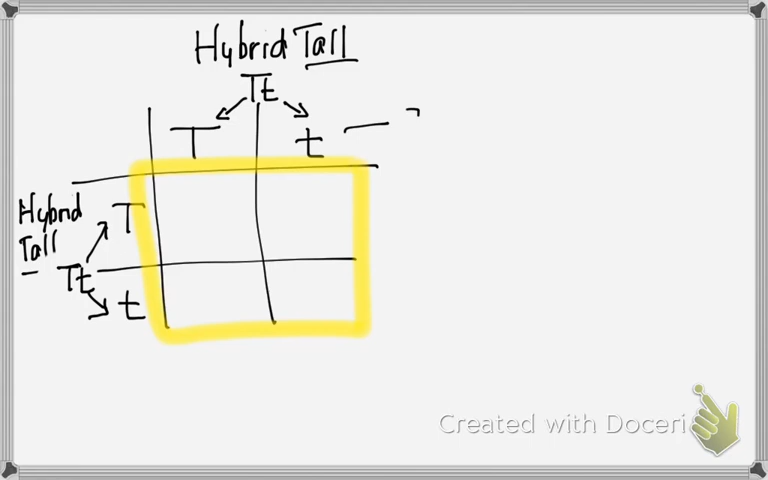 Hybrid Tall
Tt
T t
Hybrid
Tall
T
Tt
t
Created with Doceri